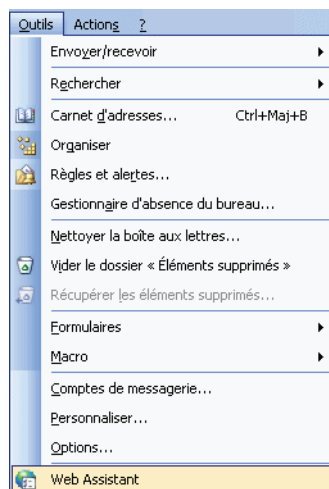 Outils Actions ?
Envoyer/recevoir
Rechercher
Carnet d'adresses... Ctrl+Maj+B
Organiser
Règles et alertes...
Gestionnaire d'absence du bureau...
Nettoyer la boîte aux lettres...
Vider le dossier « Éléments supprimés »
Récupérer les éléments supprimés...
Formulaires
Macro
Comptes de messagerie...
Personnaliser...
Options...
Web Assistant